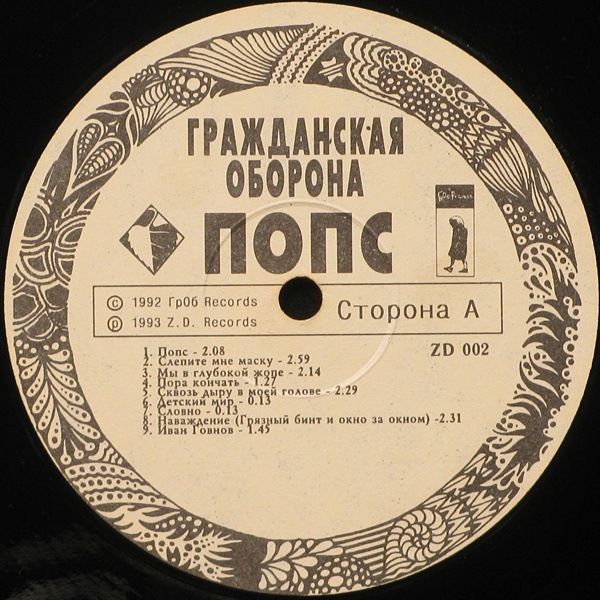 ГРАЖДАНСКАЯ
ОБОРОНА
ПОПС
© 1992 ГрОб Records
℗ 1993 Z.D. Records
Сторона А
ZD 002
1. Попс - 2.08
2. Слепите мне маску - 2.59
3. Мы в глубокой жопе - 2.14
4. Пора кончать - 1.27
5. Сквозь дыру в моей голове - 2.29
6. Детский мир - 0.13
7. Словно - 0.13
8. Наваждение (Грязный бинт и окно за окном) -2.31
9. Иван Говнов - 1.45